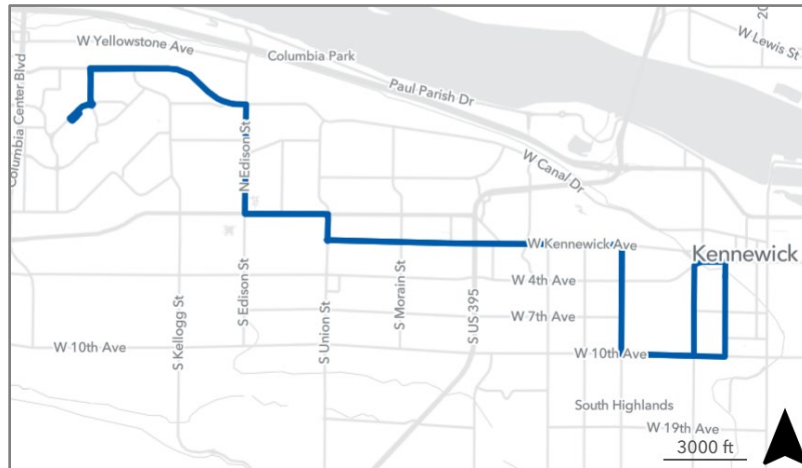 W Yellowstone Ave
Columbia Park
Columbia Center Blvd
Paul Parish Dr
W Lewis St
20
N Edison St
W Canal Dr
W Kennewick Ave
Kennewick
W 4th Ave
S Kellogg St
S Edison St
S Union St
S Morain St
S US 395
W 7th Ave
W 10th Ave
W 10th Ave
South Highlands
W 19th Ave
3000 ft